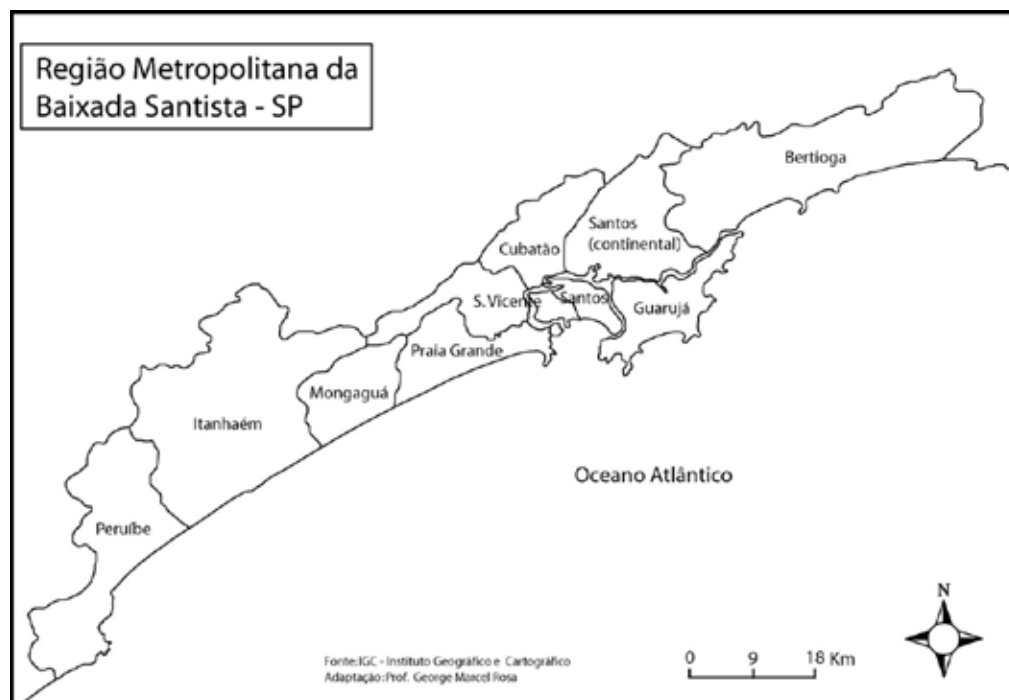 Região Metropolitana da
Baixada Santista - SP
Bertioga
Santos
(continental)
Cubatão
S. Vicente
Santos
Guarujá
Praia Grande
Mongaguá
Itanhaém
Oceano Atlântico
Peruíbe
N
Fonte:IGC - Instituto Geográfico e Cartográfico
Adaptação:Prof. George Marcel Rosa
0 9 18 Km